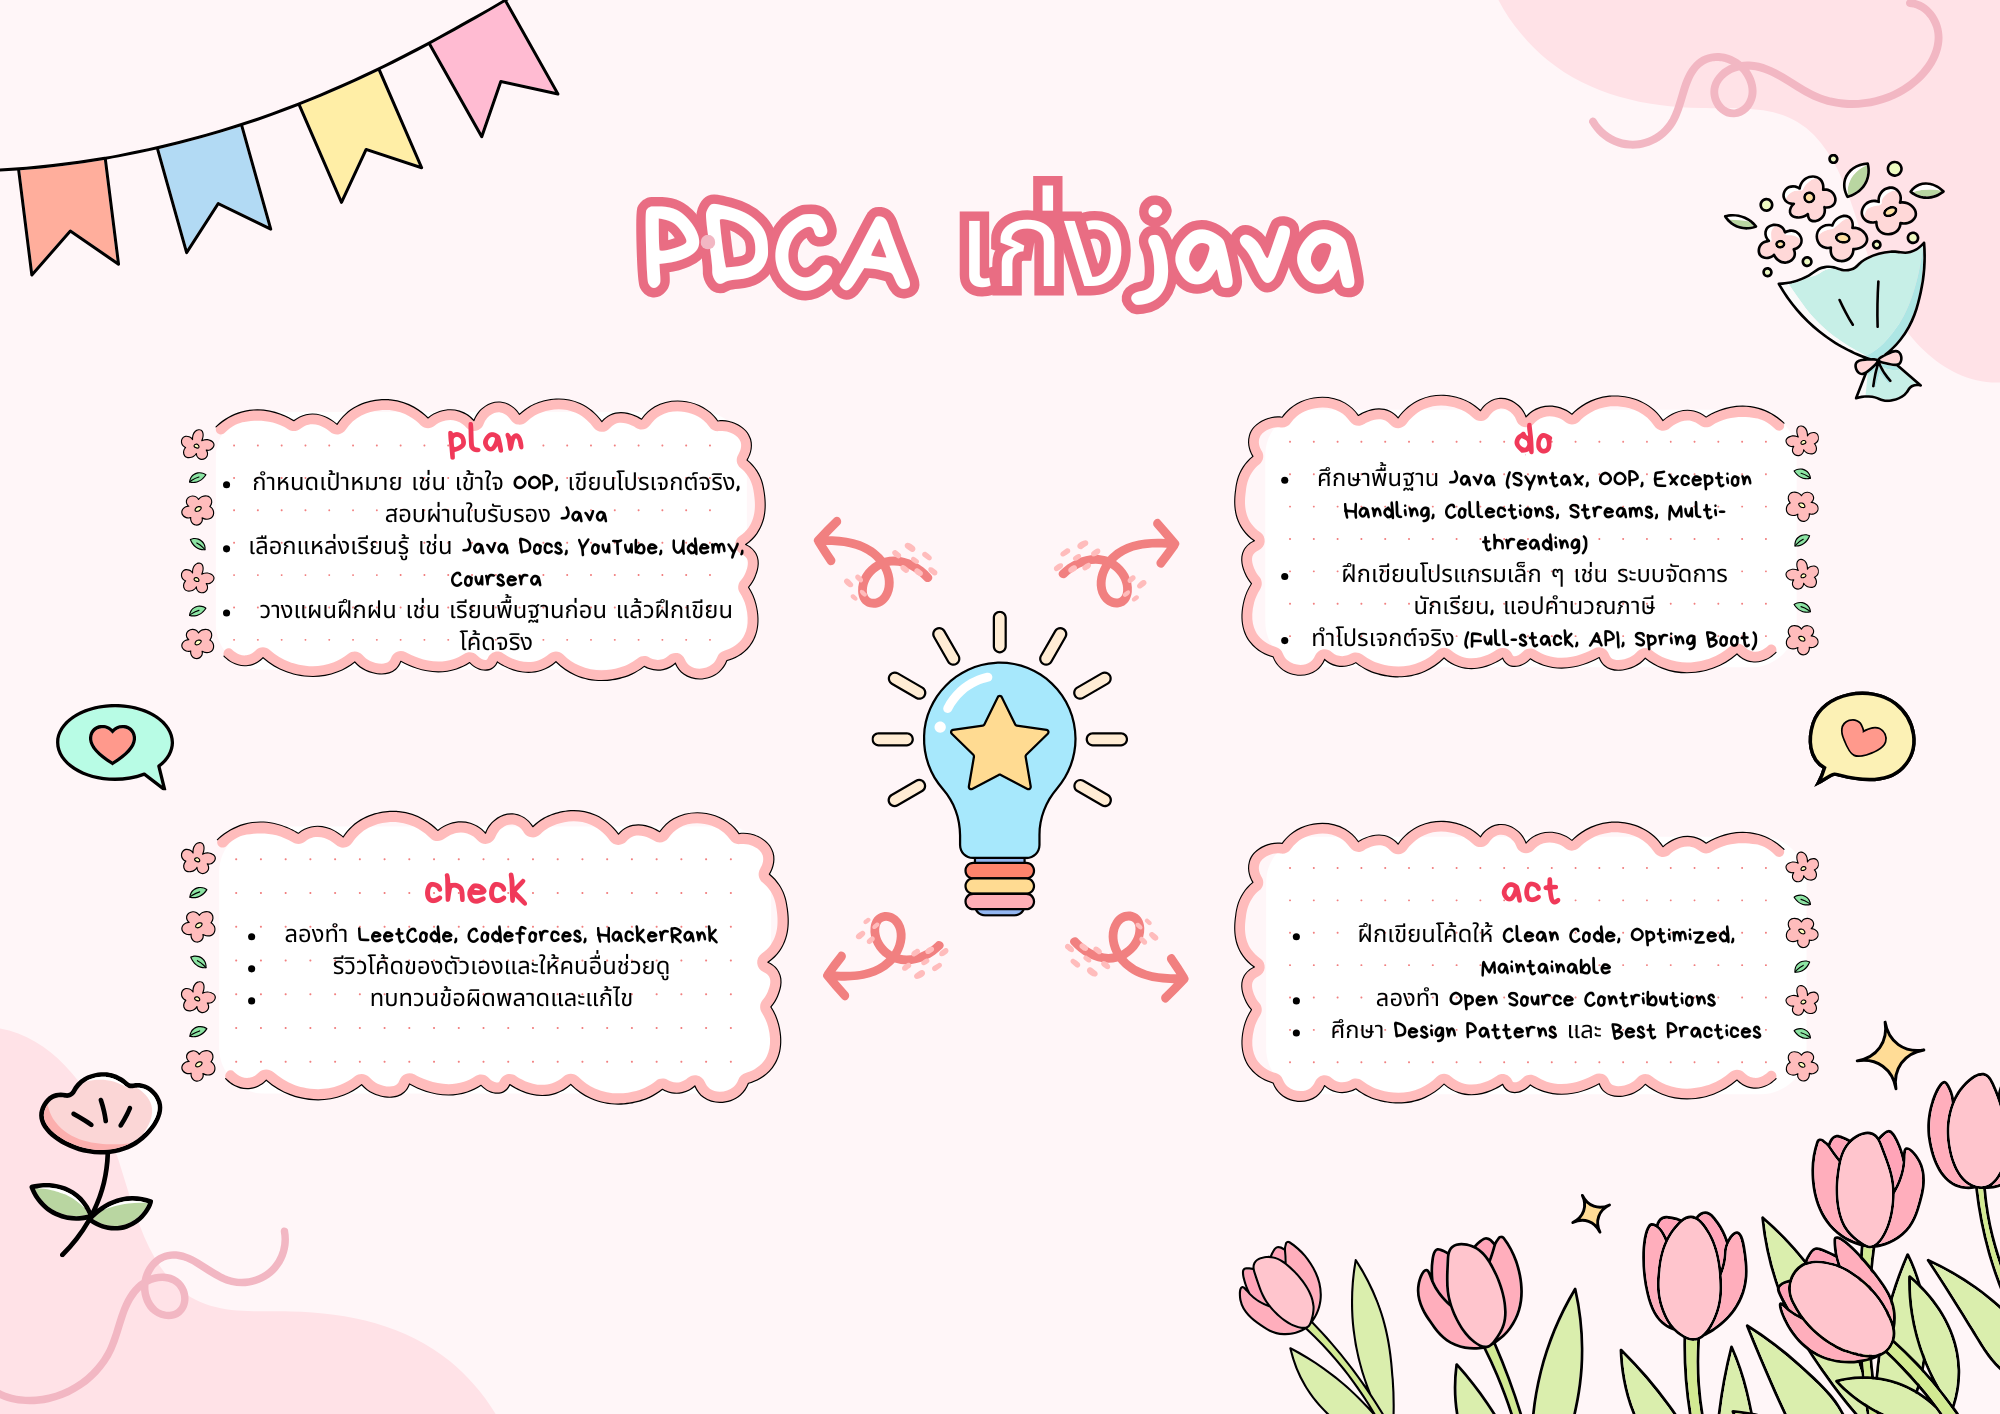 PDCA เก่งjava
plan
• กำหนดเป้าหมาย เช่น เข้าใจ OOP, เขียนโปรเจกต์จริง,
สอบผ่านใบรับรอง Java
• เลือกแหล่งเรียนรู้ เช่น Java Docs, YouTube, Udemy,
Coursera
• วางแผนฝึกฝน เช่น เรียนพื้นฐานก่อน แล้วฝึกเขียน
โค้ดจริง
do
• ศึกษาพื้นฐาน Java (Syntax, OOP, Exception
Handling, Collections, Streams, Multi-
threading)
• ฝึกเขียนโปรแกรมเล็ก ๆ เช่น ระบบจัดการ
นักเรียน, แอปคำนวณภาษี
• ทำโปรเจกต์จริง (Full-stack, API, Spring Boot)
check
• ลองทำ LeetCode, Codeforces, HackerRank
• รีวิวโค้ดของตัวเองและให้คนอื่นช่วยดู
• ทบทวนข้อผิดพลาดและแก้ไข
act
• ฝึกเขียนโค้ดให้ Clean Code, Optimized,
Maintainable
• ลองทำ Open Source Contributions
• ศึกษา Design Patterns และ Best Practices